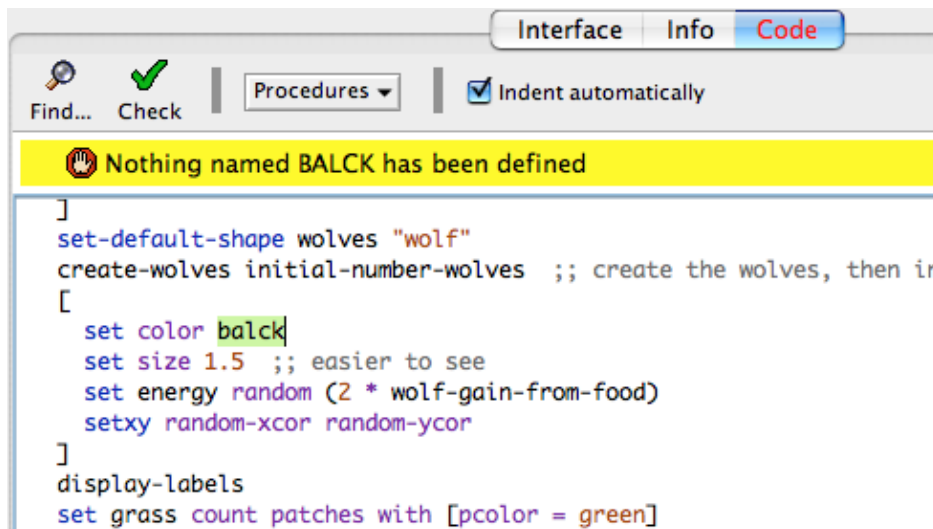 Interface Info Code
Find... Check Procedures Indent automatically
Nothing named BALCK has been defined
]
set-default-shape wolves "wolf"
create-wolves initial-number-wolves ;; create the wolves, then
[
set color balck
set size 1.5 ;; easier to see
set energy random (2 * wolf-gain-from-food)
setxy random-xcor random-ycor
]
display-labels
set grass count patches with [pcolor = green]